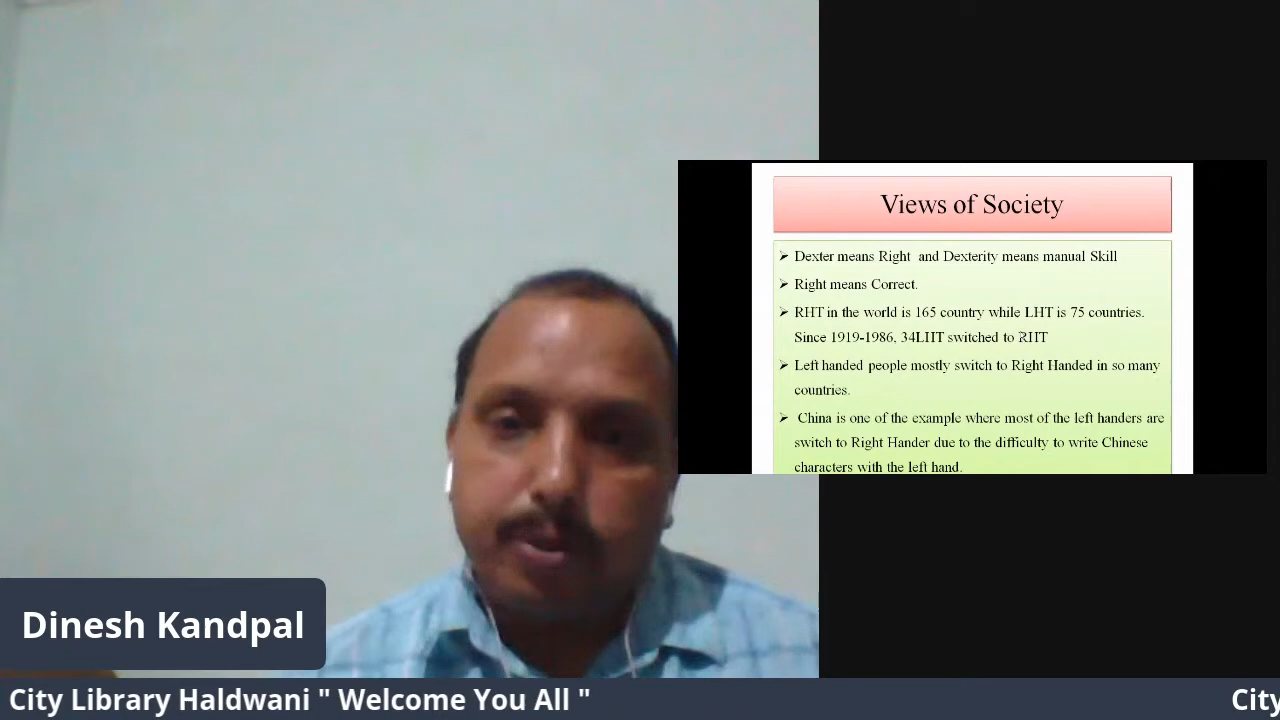 Views of Society
➢ Dexter means Right and Dexterity means manual Skill
➢ Right means Correct.
➢ RHT in the world is 165 country while LHT is 75 countries.
Since 1919-1986, 34LHT switched to RHT
➢ Left handed people mostly switch to Right Handed in so many
countries.
➢ China is one of the example where most of the left handers are
switch to Right Hander due to the difficulty to write Chinese
characters with the left hand.
Dinesh Kandpal
City Library Haldwani " Welcome You All "
City